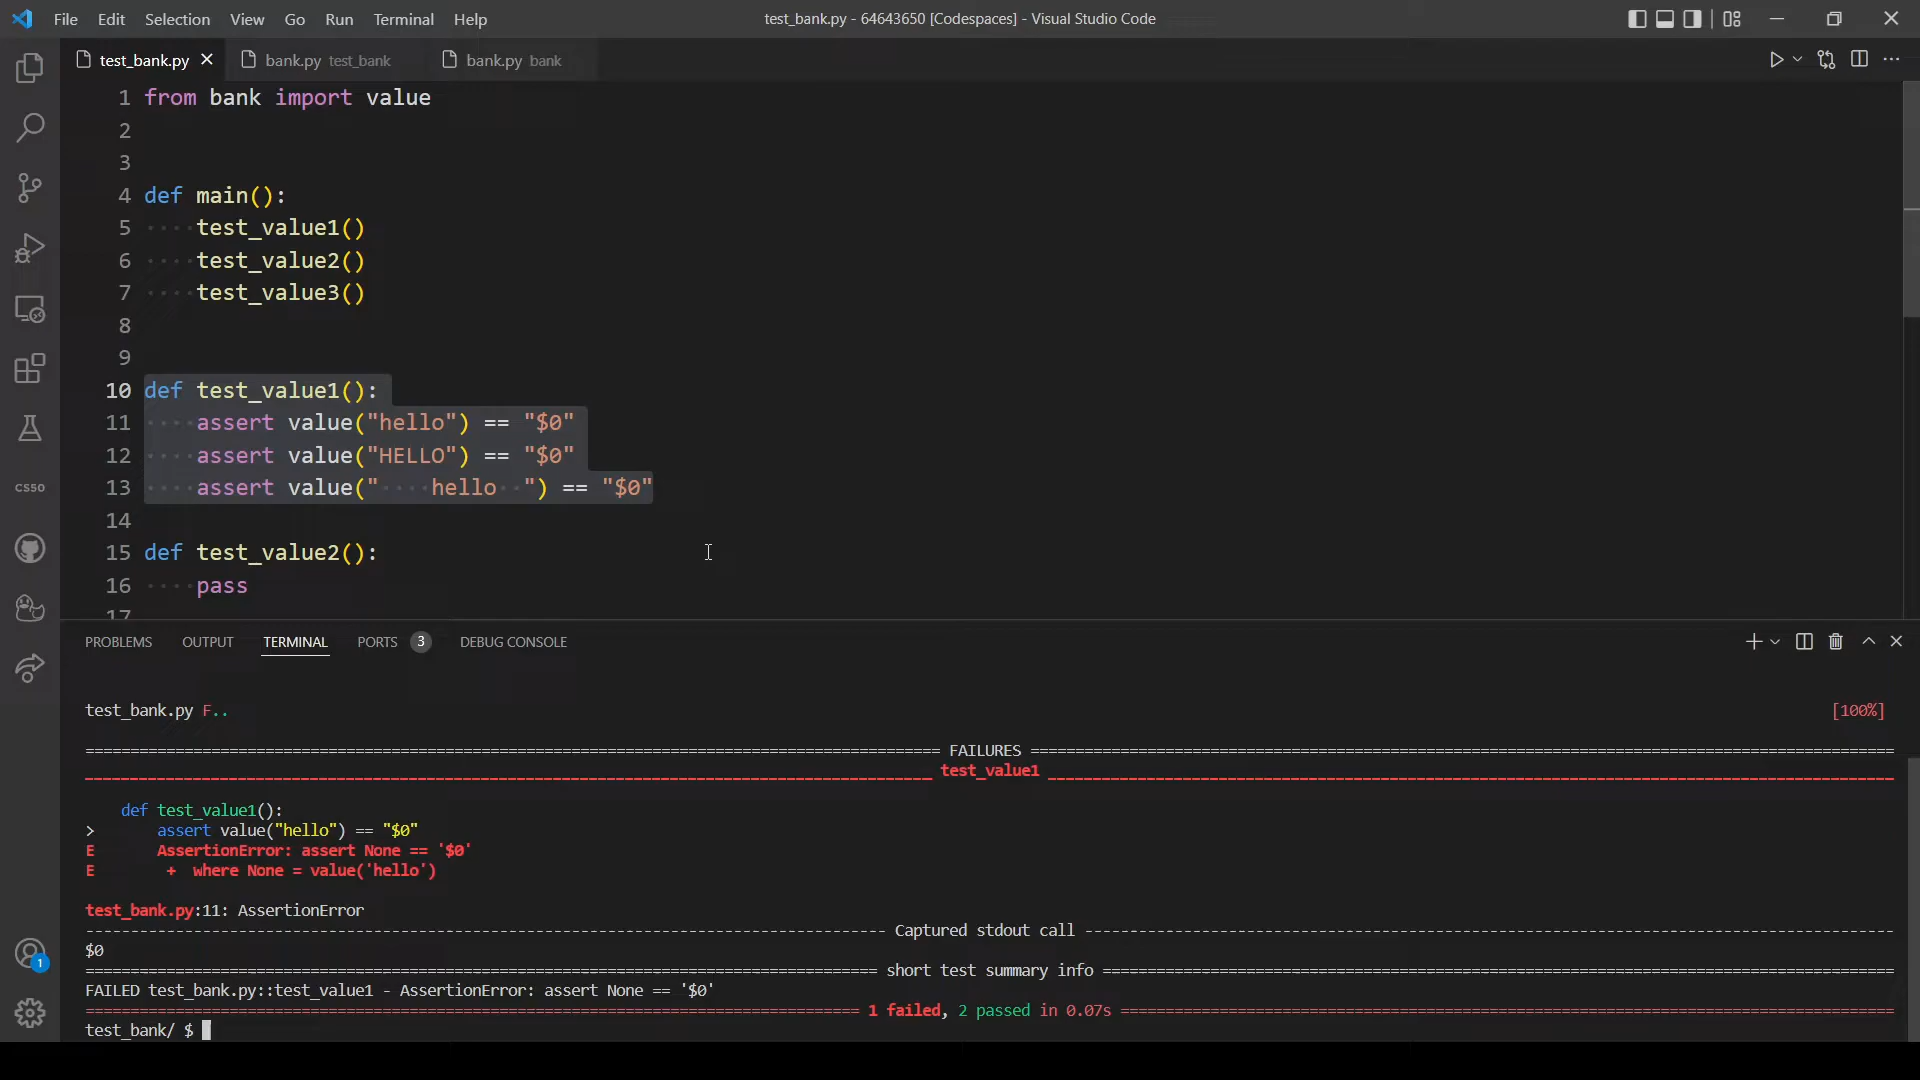 File Edit Selection View Go Run Terminal Help
test_bank.py - 64643650 [Codespaces] - Visual Studio Code
test_bank.py bank.py test_bank bank.py bank
1 from bank import value
2
3
4 def main():
5 ····test_value1()
6 ····test_value2()
7 ····test_value3()
8
9
10 def test_value1():
11 ····assert value("hello") == "$0"
12 ····assert value("HELLO") == "$0"
13 ····assert value("····hello··") == "$0"
14
15 def test_value2():
16 ····pass
17
CS50
1
PROBLEMS OUTPUT TERMINAL PORTS 3 DEBUG CONSOLE
test_bank.py F.. [100%]
FAILURES
test_value1
def test_value1():
> assert value("hello") == "$0"
E AssertionError: assert None == '$0'
E + where None = value('hello')
test_bank.py:11: AssertionError
Captured stdout call
$0
short test summary info
FAILED test_bank.py::test_value1 - AssertionError: assert None == '$0'
1 failed, 2 passed in 0.07s
test_bank/ $